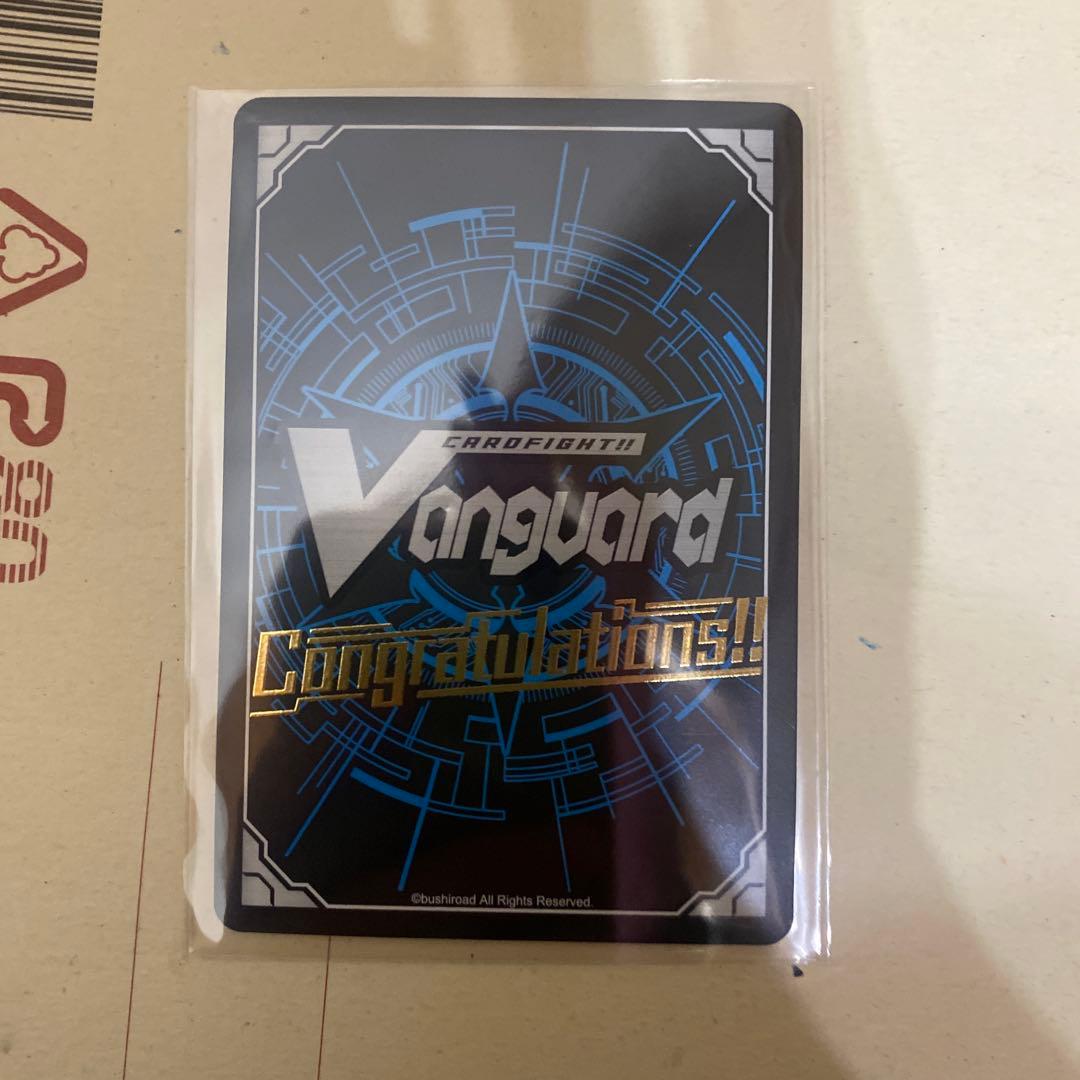 CARDFIGHT!!
Vanguard
Congratulations!!
©bushiroad All Rights Reserved.